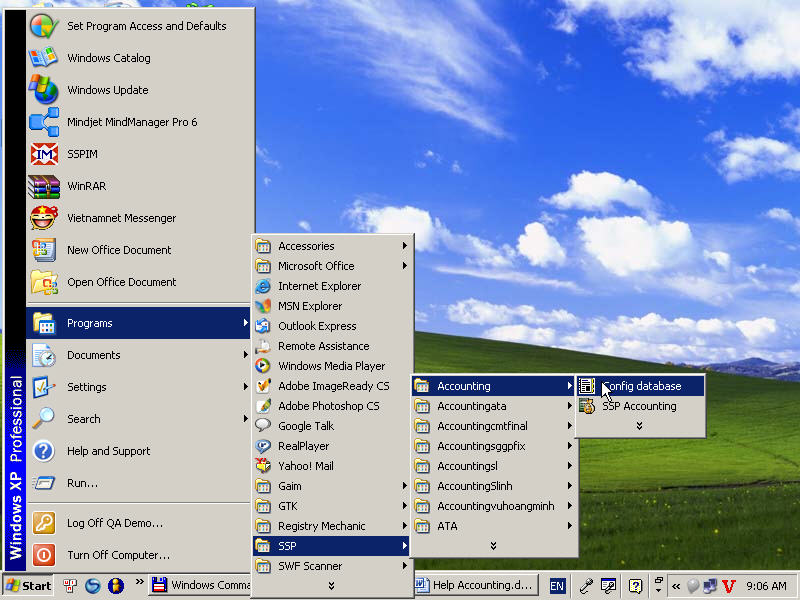 Set Program Access and Defaults
Windows Catalog
Windows Update
Mindjet MindManager Pro 6
IM SSPIM
WinRAR
Vietnamnet Messenger
New Office Document
Open Office Document
Programs
Documents
Settings
Search
Help and Support
Run...
Log Off QA Demo...
Turn Off Computer...
Windows XP Professional
Accessories
Microsoft Office
Internet Explorer
MSN Explorer
Outlook Express
Remote Assistance
Windows Media Player
Adobe ImageReady CS
Adobe Photoshop CS
Google Talk
RealPlayer
Yahoo! Mail
Gaim
GTK
Registry Mechanic
SSP
SWF Scanner
Accounting
Accountingata
Accountingcmtfinal
Accountingsggpfix
Accountingsl
AccountingSlinh
Accountingvuhoangminh
ATA
Config database
SSP Accounting
Start
Windows Comma
Help Accounting.d...
EN
V
9:06 AM